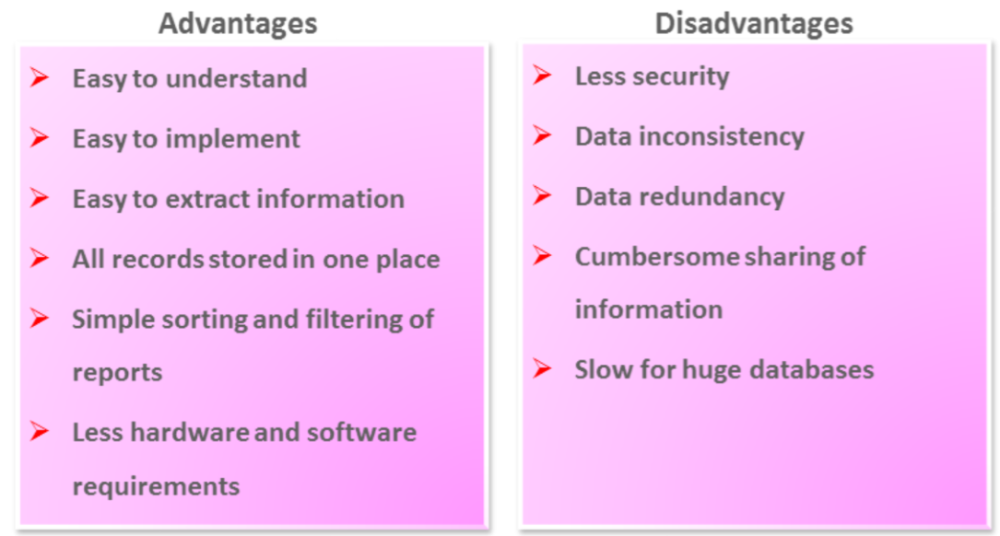 Advantages
Easy to understand
Easy to implement
Easy to extract information
All records stored in one place
Simple sorting and filtering of
reports
Less hardware and software
requirements
Disadvantages
Less security
Data inconsistency
Data redundancy
Cumbersome sharing of
information
Slow for huge databases